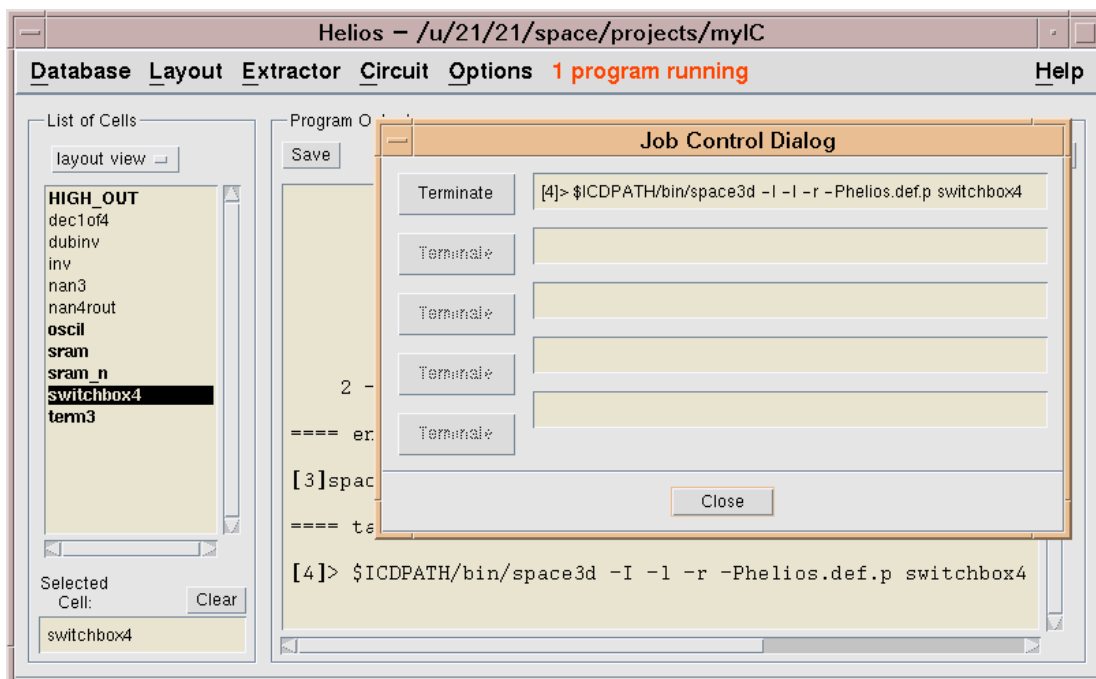 Helios - /u/21/21/space/projects/myIC
Database Layout Extractor Circuit Options 1 program running Help
List of Cells
layout view
HIGH_OUT
dec1of4
dubinv
inv
nan3
nan4rout
oscil
sram
sram_n
switchbox4
term3
Selected
Cell:
Clear
switchbox4
Program O
Save
2 -
==== en
[3]spac
==== ta
[4]> $ICDPATH/bin/space3d -I -l -r -Phelios.def.p switchbox4
Job Control Dialog
Terminate [4]> $ICDPATH/bin/space3d -I -l -r -Phelios.def.p switchbox4
Terminate
Terminate
Terminate
Terminate
Close